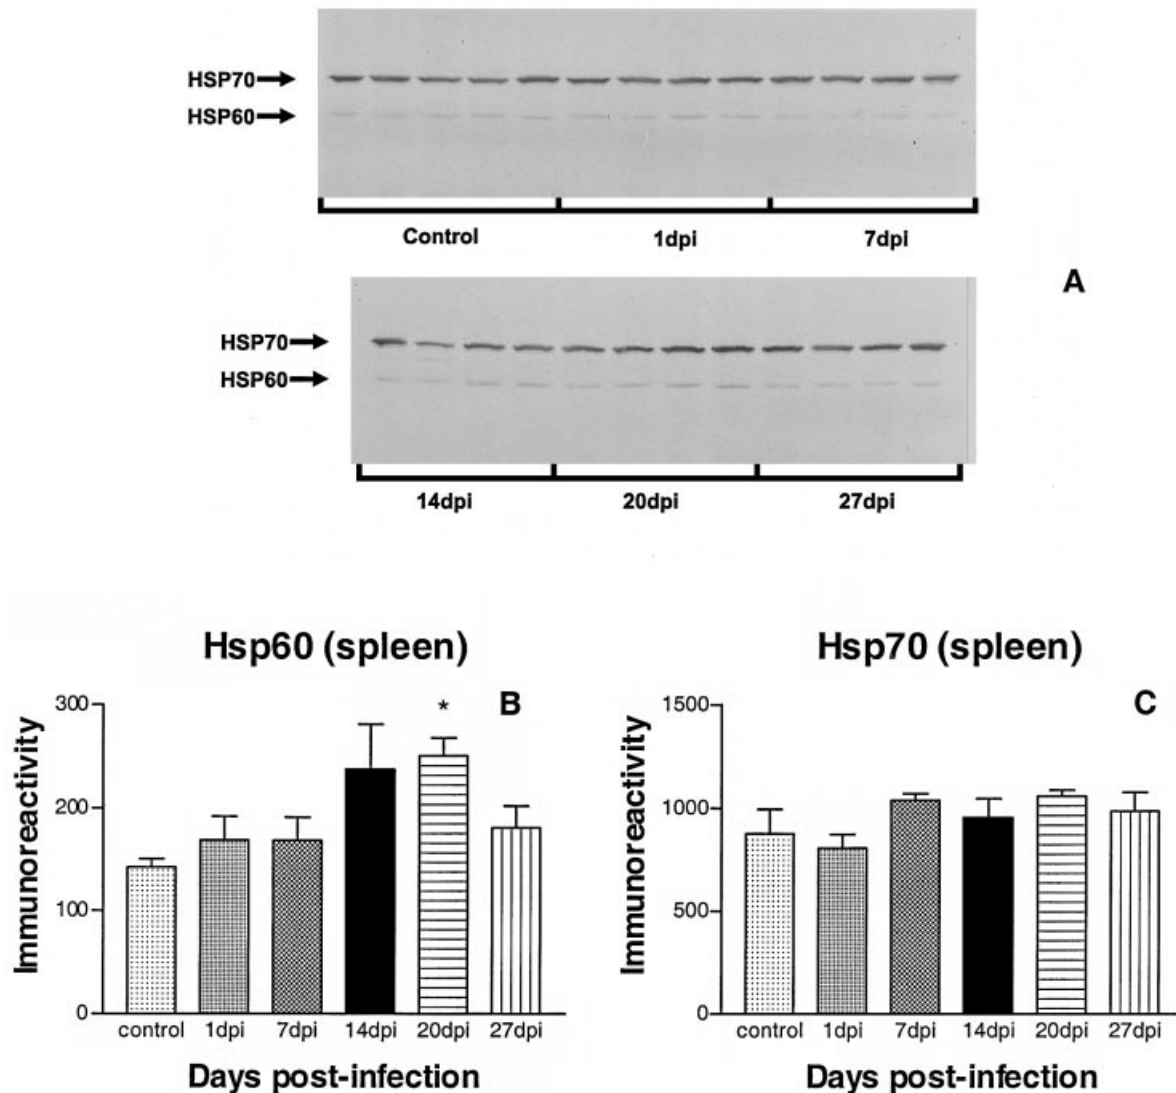 HSP70
HSP60
Control 1dpi 7dpi
A
HSP70
HSP60
14dpi 20dpi 27dpi
Hsp60 (spleen)
B
*
Immunoreactivity
300
200
100
0
control 1dpi 7dpi 14dpi 20dpi 27dpi
Days post-infection
Hsp70 (spleen)
C
Immunoreactivity
1500
1000
500
0
control 1dpi 7dpi 14dpi 20dpi 27dpi
Days post-infection